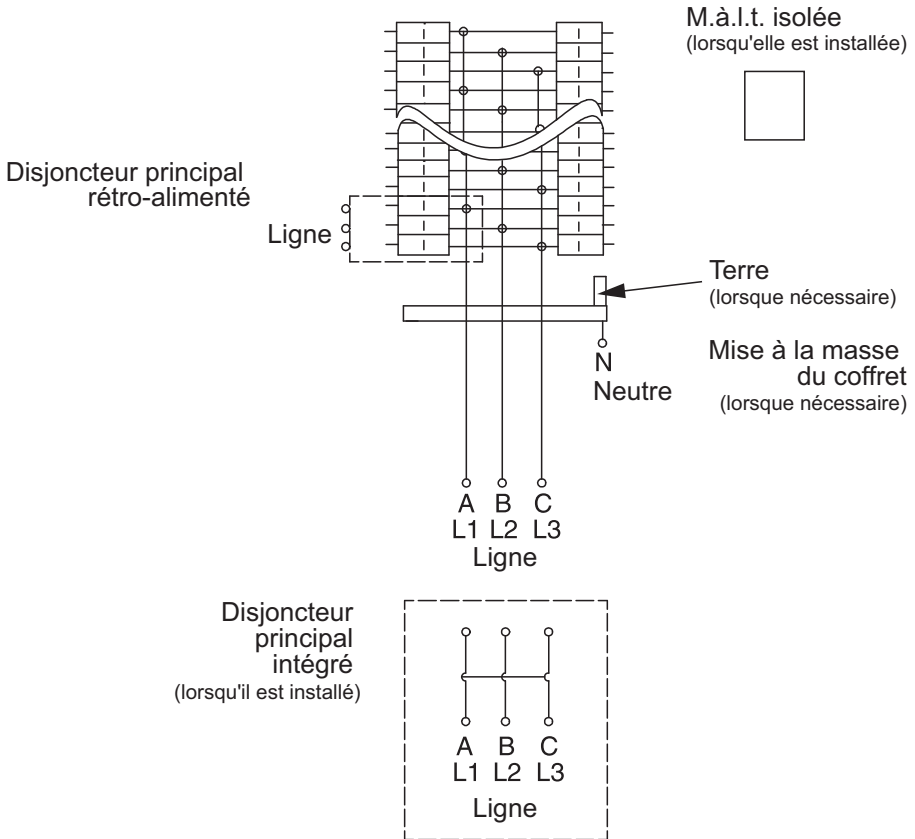 M.à.l.t. isolée
(lorsqu'elle est installée)
Disjoncteur principal
rétro-alimenté
Ligne
Terre
(lorsque nécessaire)
N
Neutre
Mise à la masse
du coffret
(lorsque nécessaire)
A B C
L1 L2 L3
Ligne
Disjoncteur
principal
intégré
(lorsqu'il est installé)
A B C
L1 L2 L3
Ligne